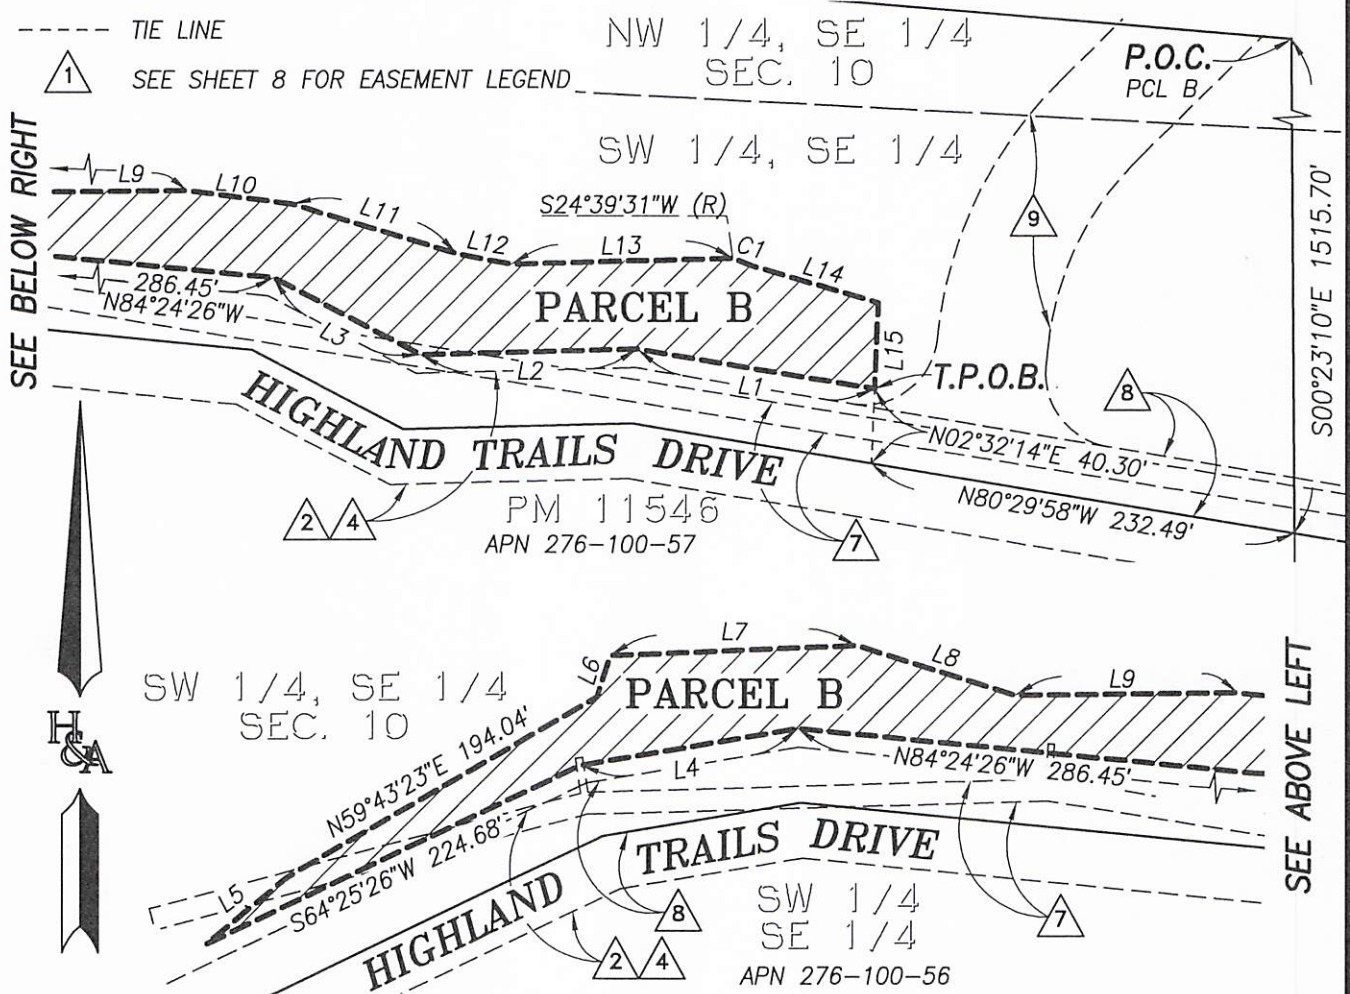 TIE LINE
1
SEE SHEET 8 FOR EASEMENT LEGEND
NW 1/4, SE 1/4
SEC. 10
P.O.C.
PCL B
SW 1/4, SE 1/4
SEE BELOW RIGHT
L9
L10
L11
L12
S24°39'31"W (R)
L13
C1
L14
9
S00°23'10"E 1515.70'
286.45'
N84°24'26"W
PARCEL B
L3
L2
L1
L15
T.P.O.B.
8
HIGHLAND TRAILS DRIVE
N02°32'14"E 40.30'
N80°29'58"W 232.49'
2
4
PM 11546
APN 276-100-57
7
L7
L6
L8
L9
SW 1/4, SE 1/4
SEC. 10
PARCEL B
SEE ABOVE LEFT
H&A
N59°43'23"E 194.04'
L4
N84°24'26"W 286.45'
L5
S64°25'26"W 224.68'
HIGHLAND TRAILS DRIVE
8
SW 1/4
SE 1/4
7
2
4
APN 276-100-56